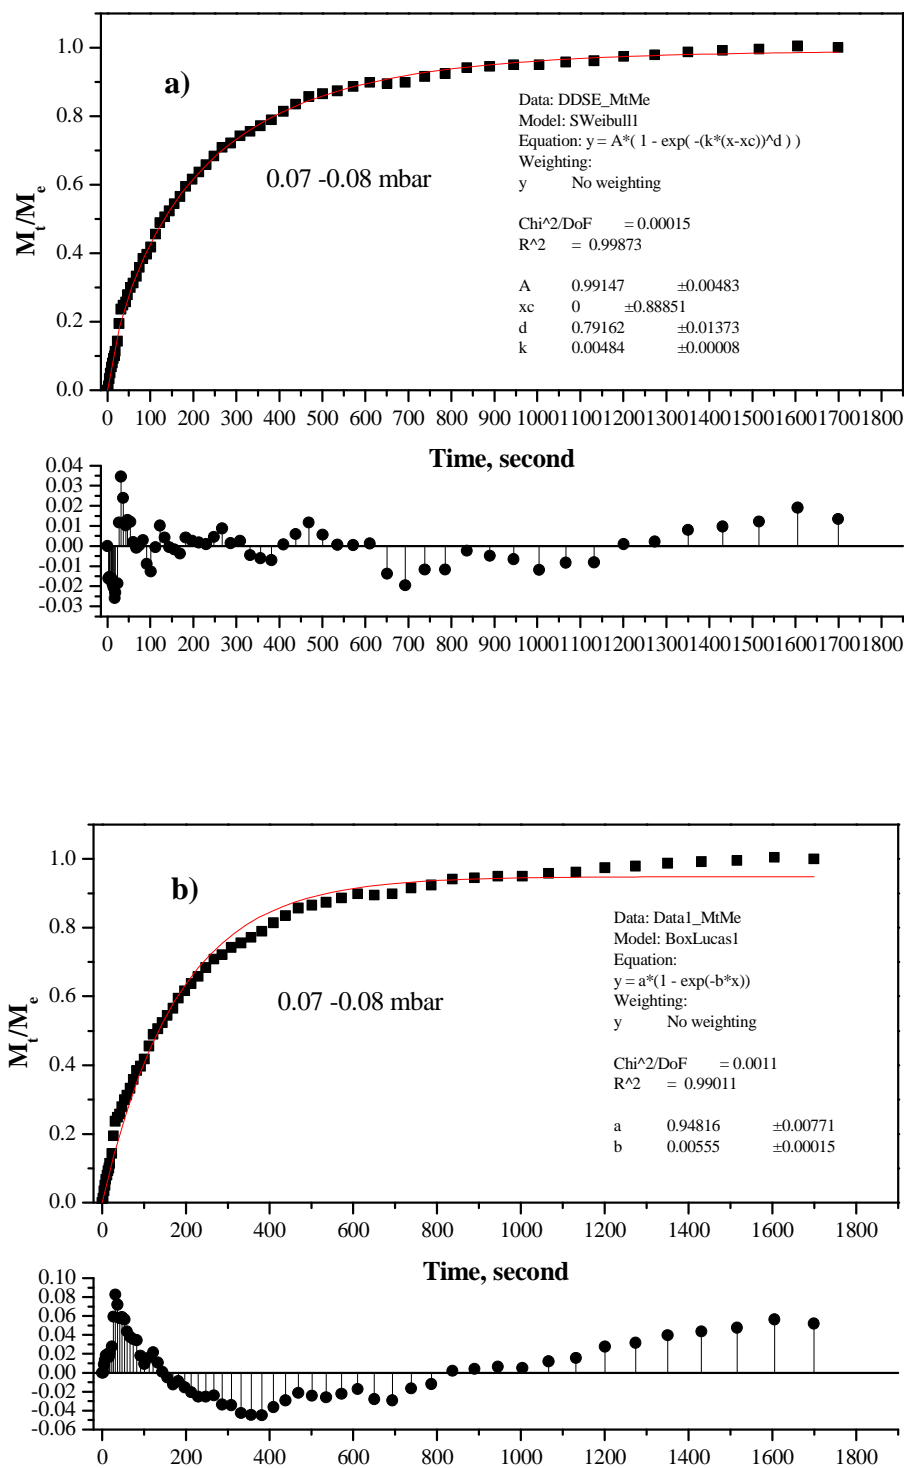 1.0
0.8
0.6
0.4
0.2
0.0
M_t/M_e
a)
0.07 -0.08 mbar
Data: DDSE_MtMe
Model: SWeibull1
Equation: y = A*( 1 - exp( -(k*(x-xc))^d ) )
Weighting:
y No weighting
Chi^2/DoF = 0.00015
R^2 = 0.99873
A 0.99147 ±0.00483
xc 0 ±0.88851
d 0.79162 ±0.01373
k 0.00484 ±0.00008
0 100 200 300 400 500 600 700 800 900 1000 1100 1200 1300 1400 1500 1600 1700 1800
Time, second
0.04
0.03
0.02
0.01
0.00
-0.01
-0.02
-0.03
0 100 200 300 400 500 600 700 800 900 1000 1100 1200 1300 1400 1500 1600 1700 1800
1.0
0.8
0.6
0.4
0.2
0.0
M_t/M_e
b)
0.07 -0.08 mbar
Data: Data1_MtMe
Model: BoxLucas1
Equation:
y = a*(1 - exp(-b*x))
Weighting:
y No weighting
Chi^2/DoF = 0.0011
R^2 = 0.99011
a 0.94816 ±0.00771
b 0.00555 ±0.00015
0 200 400 600 800 1000 1200 1400 1600 1800
Time, second
0.10
0.08
0.06
0.04
0.02
0.00
-0.02
-0.04
-0.06
0 200 400 600 800 1000 1200 1400 1600 1800